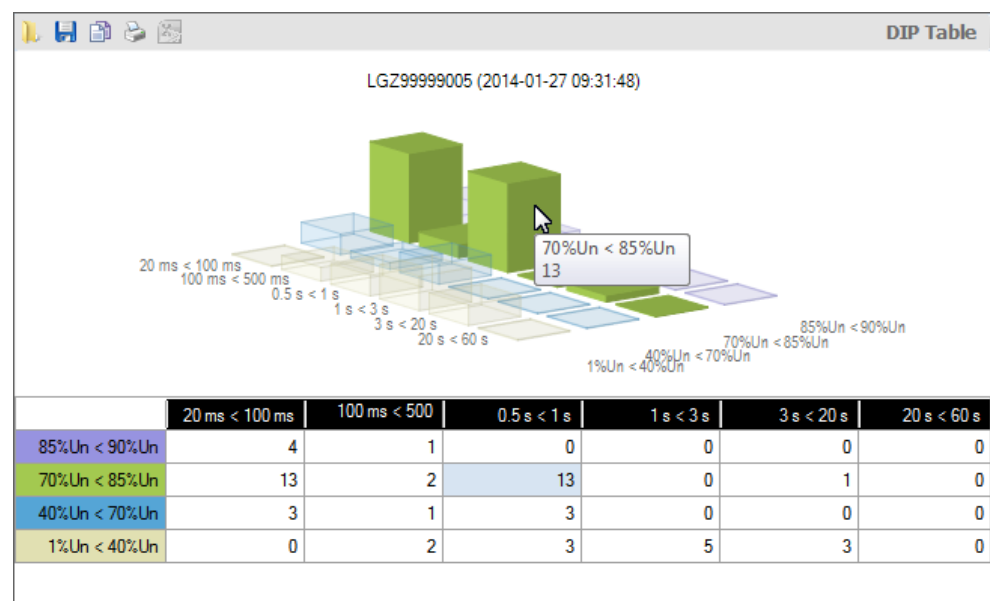 DIP Table
LGZ99999005 (2014-01-27 09:31:48)
70%Un < 85%Un
13
20 ms < 100 ms
100 ms < 500 ms
0.5 s < 1 s
1 s < 3 s
3 s < 20 s
20 s < 60 s
85%Un < 90%Un
70%Un < 85%Un
40%Un < 70%Un
1%Un < 40%Un
20 ms < 100 ms 100 ms < 500 0.5 s < 1 s 1 s < 3 s 3 s < 20 s 20 s < 60 s
85%Un < 90%Un 4 1 0 0 0 0
70%Un < 85%Un 13 2 13 0 1 0
40%Un < 70%Un 3 1 3 0 0 0
1%Un < 40%Un 0 2 3 5 3 0